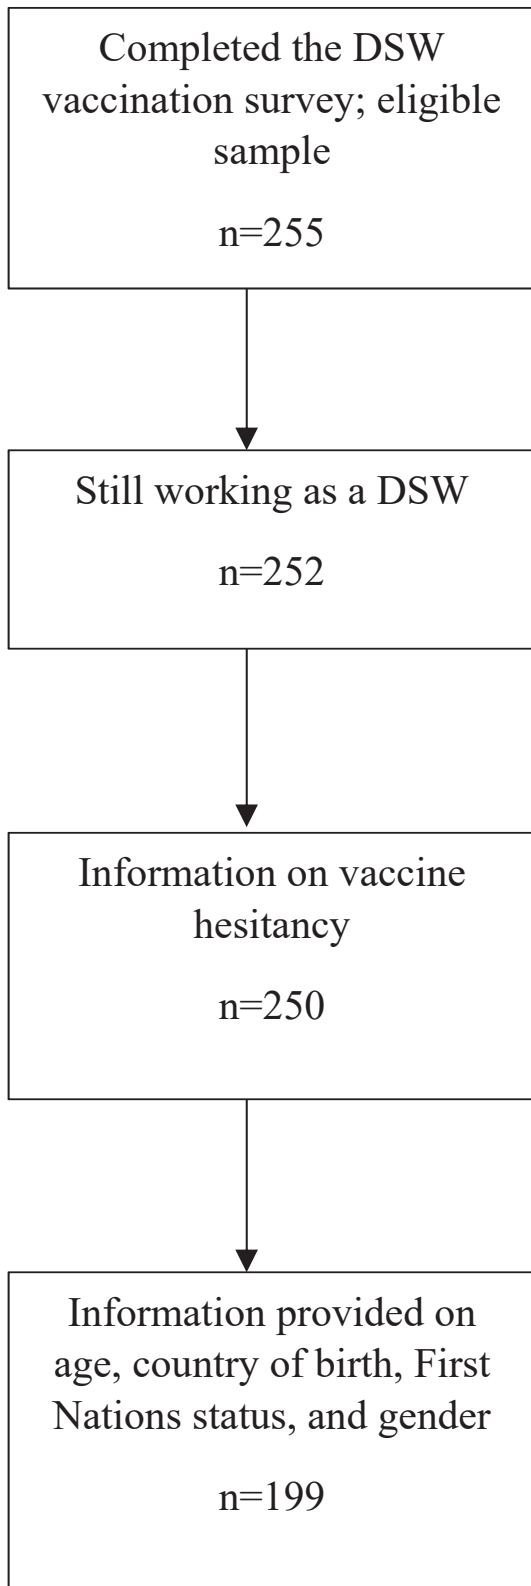 Completed the DSW
vaccination survey; eligible
sample
n=255
Still working as a DSW
n=252
Information on vaccine
hesitancy
n=250
Information provided on
age, country of birth, First
Nations status, and gender
n=199